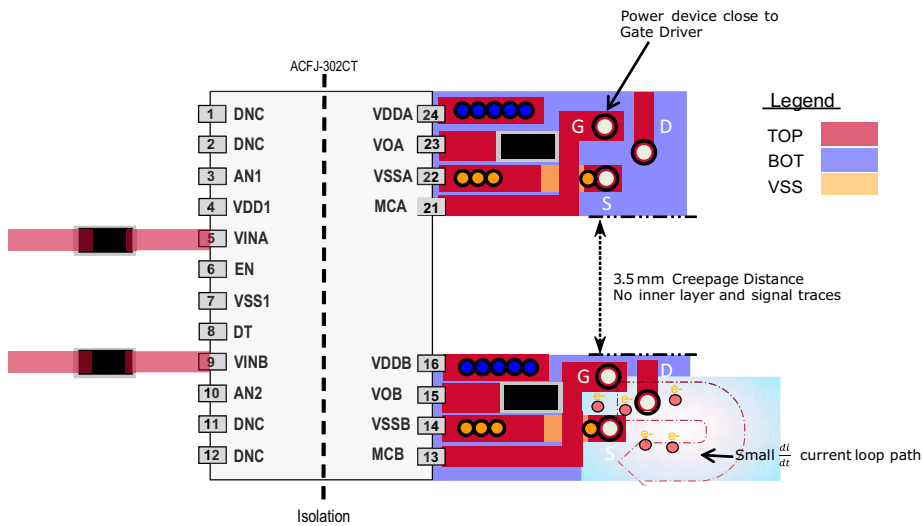 Power device close to
Gate Driver
ACFJ-302CT
1 DNC
2 DNC
3 AN1
4 VDD1
5 VINA
6 EN
7 VSS1
8 DT
9 VINB
10 AN2
11 DNC
12 DNC
VDDA 24
VOA 23
VSSA 22
MCA 21
VDDB 16
VOB 15
VSSB 14
MCB 13
G
D
S
Legend
TOP
BOT
VSS
3.5 mm Creepage Distance
No inner layer and signal traces
G
D
e-
e-
e-
e-
e-
S
Small di/dt current loop path
Isolation